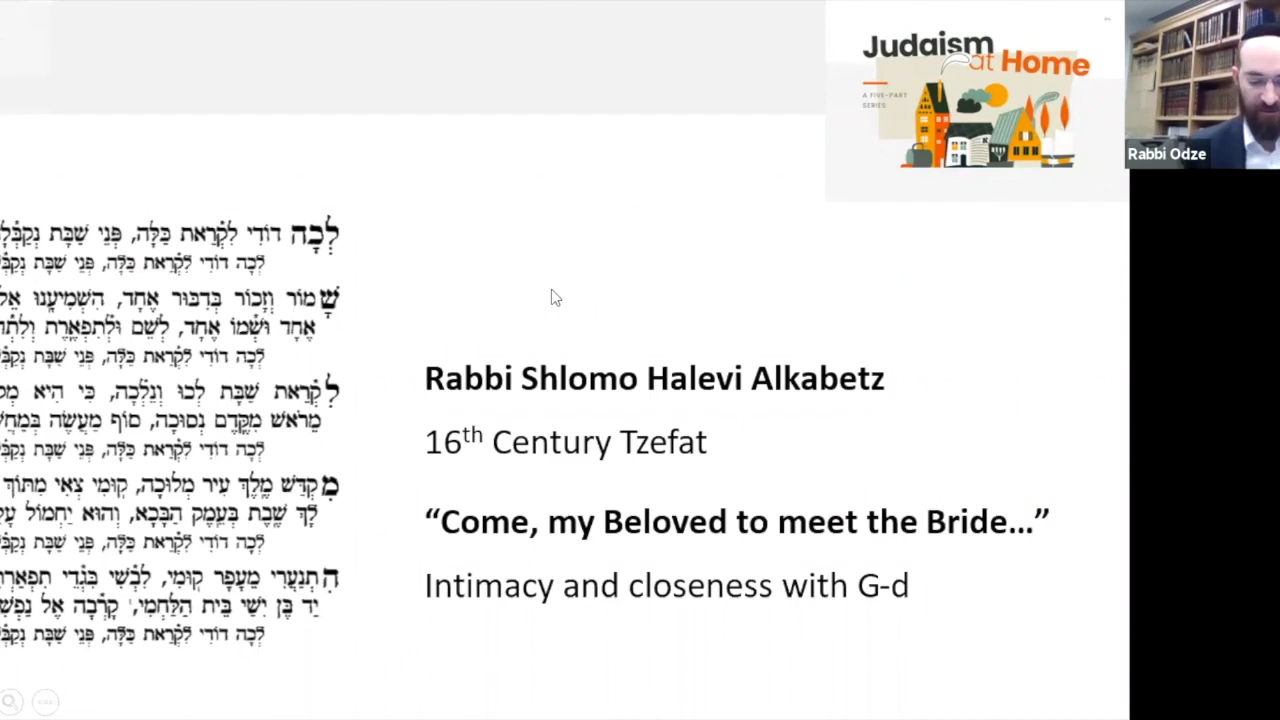 Judaism
at Home
A FIVE-PART
SERIES
Rabbi Odze
לְכָה דוֹדִי לִקְרַאת כַּלָּה, פְּנֵי שַׁבָּת
לְכָה דוֹדִי לִקְרַאת כַּלָּה, פְּנֵי שַׁבָּת
שָׁמוֹר וְזָכוֹר בְּדִבּוּר אֶחָד, הִשְׁמִיעָנוּ
אֶחָד וּשְׁמוֹ אֶחָד, לְשֵׁם וּלְתִפְאֶרֶת
לְכָה דוֹדִי לִקְרַאת כַּלָּה, פְּנֵי שַׁבָּת
לִקְרַאת שַׁבָּת לְכוּ וְנֵלְכָה, כִּי הִיא
מֵרֹאשׁ מִקֶּדֶם נְסוּכָה, סוֹף מַעֲשֶׂה
לְכָה דוֹדִי לִקְרַאת כַּלָּה, פְּנֵי שַׁבָּת
מִקְדַּשׁ מֶלֶךְ עִיר מְלוּכָה, קוּמִי צְאִי מִתּוֹךְ
לָךְ שֶׁבֶת בְּעֵמֶק הַבָּכָא, וְהוּא יַחְמוֹל
לְכָה דוֹדִי לִקְרַאת כַּלָּה, פְּנֵי שַׁבָּת
הִתְנַעֲרִי מֵעָפָר קוּמִי, לִבְשִׁי בִּגְדֵי
יַד בֶּן יִשַׁי בֵּית הַלַּחְמִי, קָרְבָה אֶל
לְכָה דוֹדִי לִקְרַאת כַּלָּה, פְּנֵי שַׁבָּת
Rabbi Shlomo Halevi Alkabetz
16th Century Tzefat
“Come, my Beloved to meet the Bride…”
Intimacy and closeness with G-d